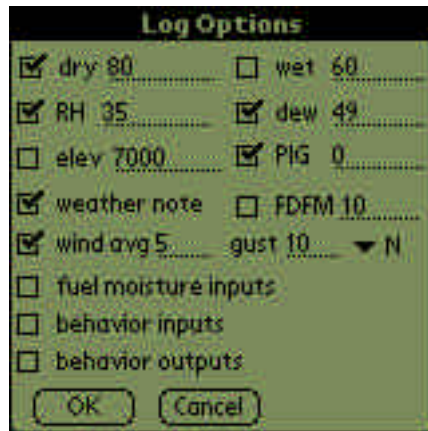 Log Options
dry 80 wet 60
RH 35 dew 49
elev 7000 PIG 0
weather note FDFM 10
wind avg 5 gust 10 N
fuel moisture inputs
behavior inputs
behavior outputs
OK Cancel